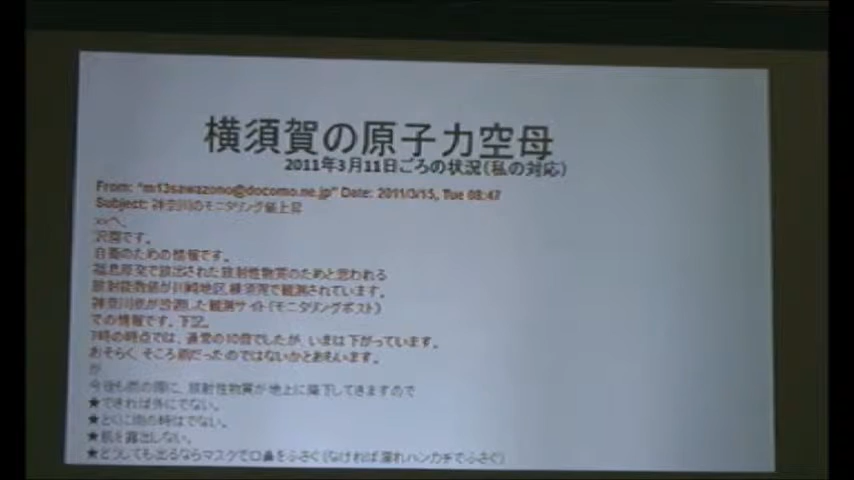 横須賀の原子力空母
2011年3月11日ごろの状況(私の対応)
From: "m13sawazono@docomo.ne.jp" Date: 2011/3/15, Tue 08:47
Subject: 神奈川のモニタリング値上昇
××へ、
沢園です。
自衛のための情報です。
福島原発で放出された放射性物質のためと思われる
放射能数値が川崎地区、横須賀で観測されています。
神奈川県が設置した観測サイト(モニタリングポスト)
での情報です。下記。
7時の時点では、通常の10倍でしたが、いまは下がっています。
おそらく、そこら前だったのではないかとおもいます。
が
今後も雨の際に、放射性物質が地上に降下してきますので
★できれば外にでない。
★とくに雨の時はでない。
★肌を露出しない。
★どうしても出るならマスクで口鼻をふさぐ(なければ濡れハンカチでふさぐ)